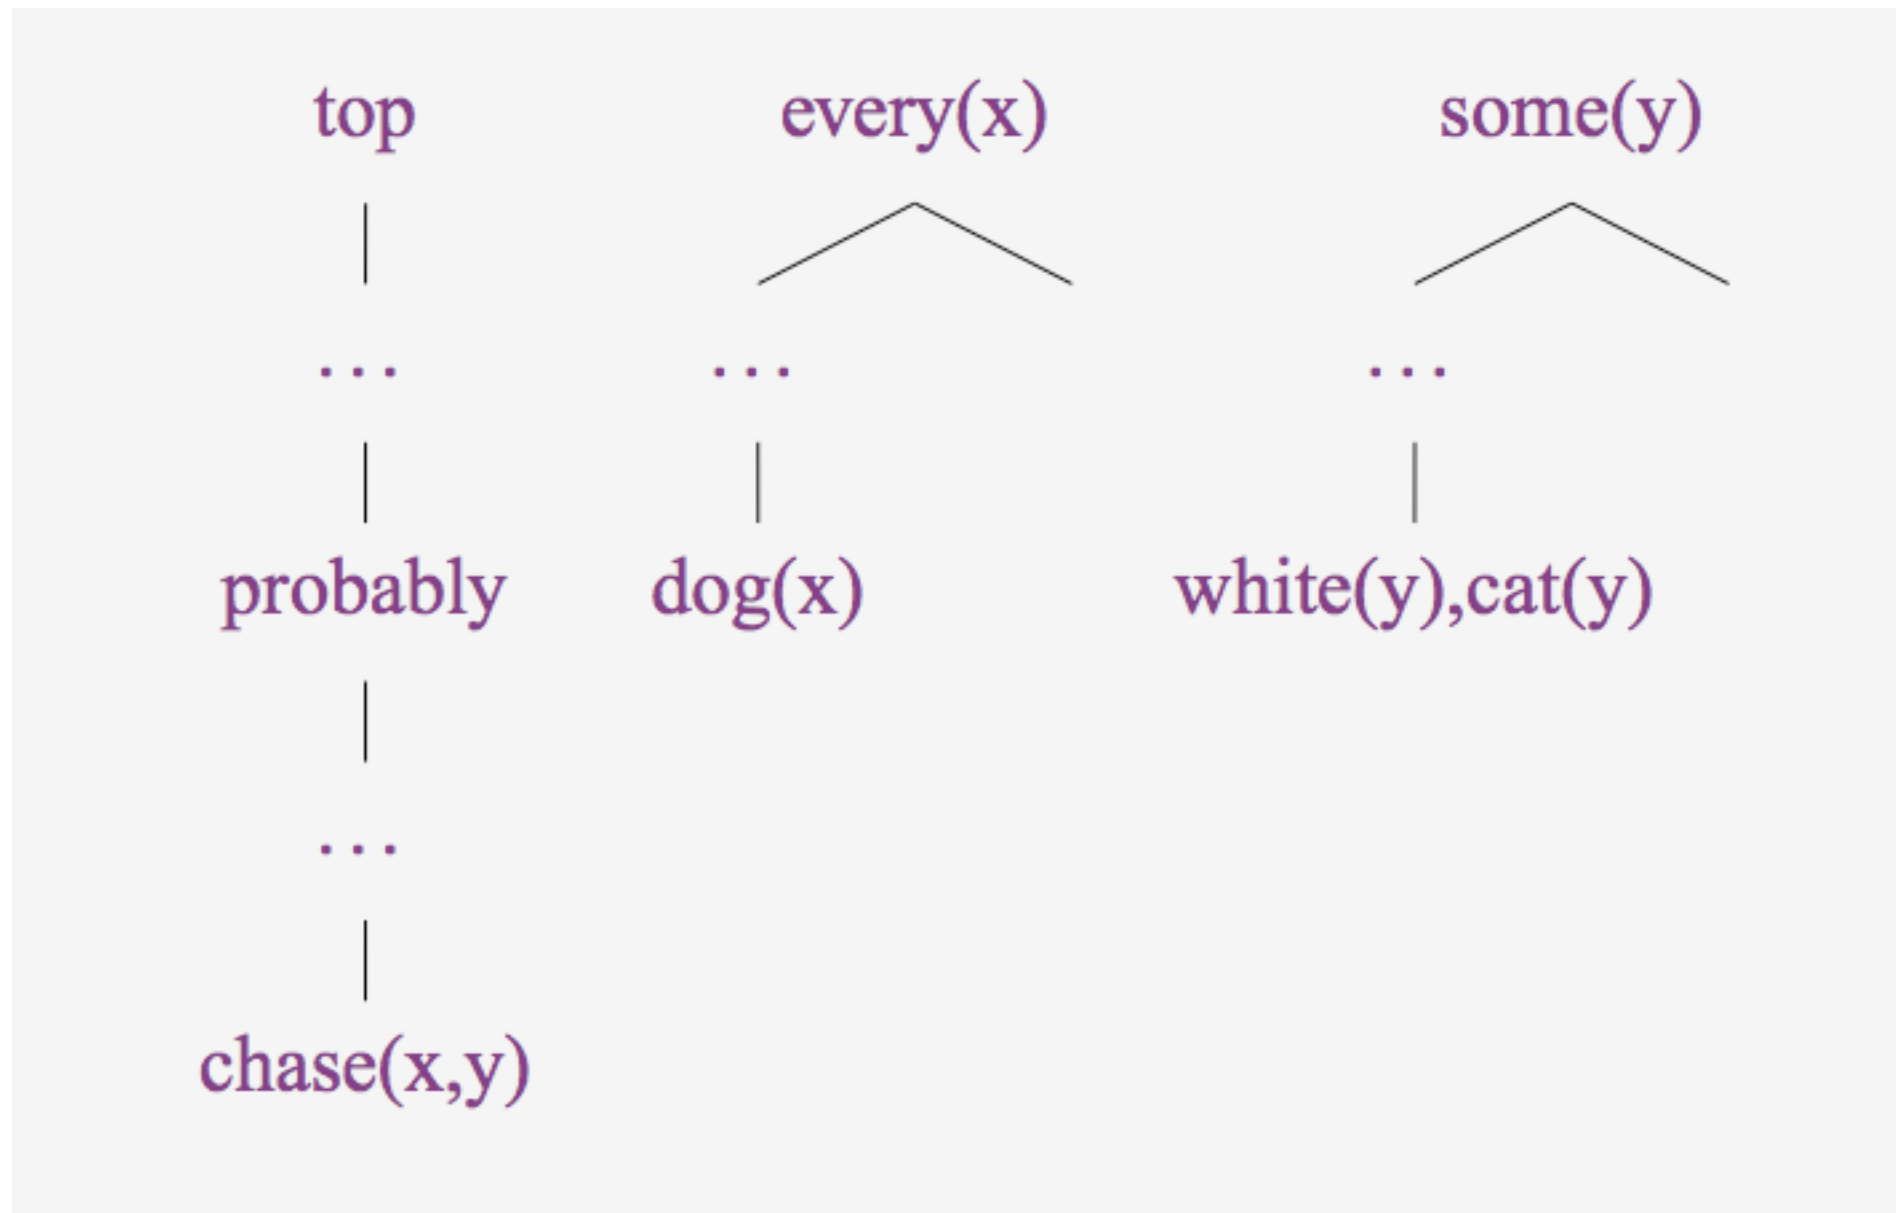 top every(x) some(y)
... ... ...
probably dog(x) white(y),cat(y)
...
chase(x,y)